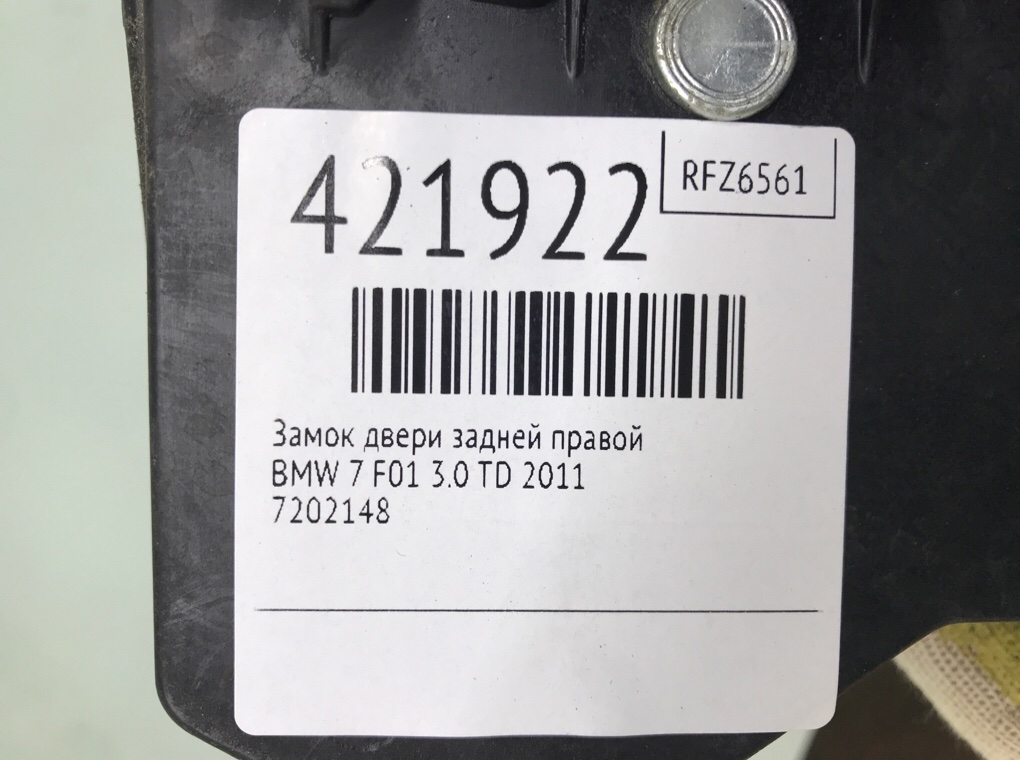 421922
RFZ6561
Замок двери задней правой
BMW 7 F01 3.0 TD 2011
7202148